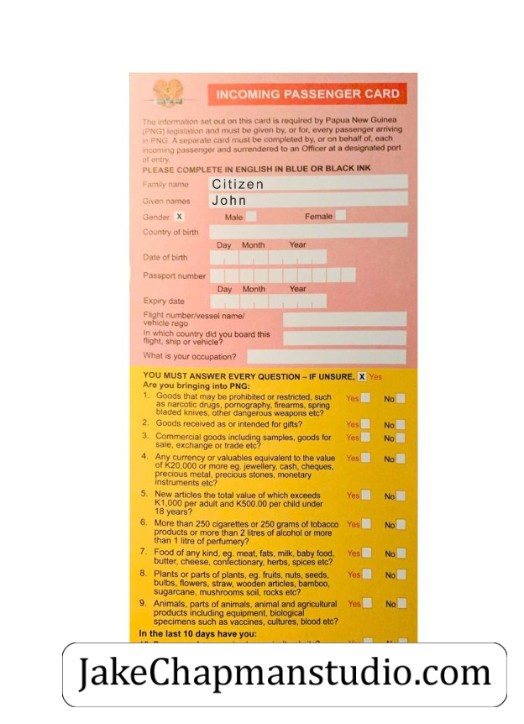 INCOMING PASSENGER CARD
The information set out on this card is required by Papua New Guinea
(PNG) legislation and must be given by, or for, every passenger arriving
in PNG. A separate card must be completed by, or on behalf of, each
incoming passenger and surrendered to an Officer at a designated port
of entry.
PLEASE COMPLETE IN ENGLISH IN BLUE OR BLACK INK
Family name Citizen
Given names John
Gender X Male Female
Country of birth
Day Month Year
Date of birth
Passport number
Day Month Year
Expiry date
Flight number/vessel name/
vehicle rego
In which country did you board this
flight, ship or vehicle?
What is your occupation?
YOU MUST ANSWER EVERY QUESTION – IF UNSURE, X Yes
Are you bringing into PNG:
1. Goods that may be prohibited or restricted, such Yes No
as narcotic drugs, pornography, firearms, spring
bladed knives, other dangerous weapons etc?
2. Goods received as or intended for gifts? Yes No
3. Commercial goods including samples, goods for Yes No
sale, exchange or trade etc?
4. Any currency or valuables equivalent to the value Yes No
of K20,000 or more eg. jewellery, cash, cheques,
precious metal, precious stones, monetary
instruments etc?
5. New articles the total value of which exceeds Yes No
K1,000 per adult and K500.00 per child under
18 years?
6. More than 250 cigarettes or 250 grams of tobacco Yes No
products or more than 2 litres of alcohol or more
than 1 litre of perfumery?
7. Food of any kind, eg. meat, fats, milk, baby food, Yes No
butter, cheese, confectionary, herbs, spices etc?
8. Plants or parts of plants, eg. fruits, nuts, seeds, Yes No
bulbs, flowers, straw, wooden articles, bamboo,
sugarcane, mushrooms soil, rocks etc?
9. Animals, parts of animals, animal and agricultural Yes No
products including equipment, biological
specimens such as vaccines, cultures, blood etc?
In the last 10 days have you:
JakeChapmanstudio.com